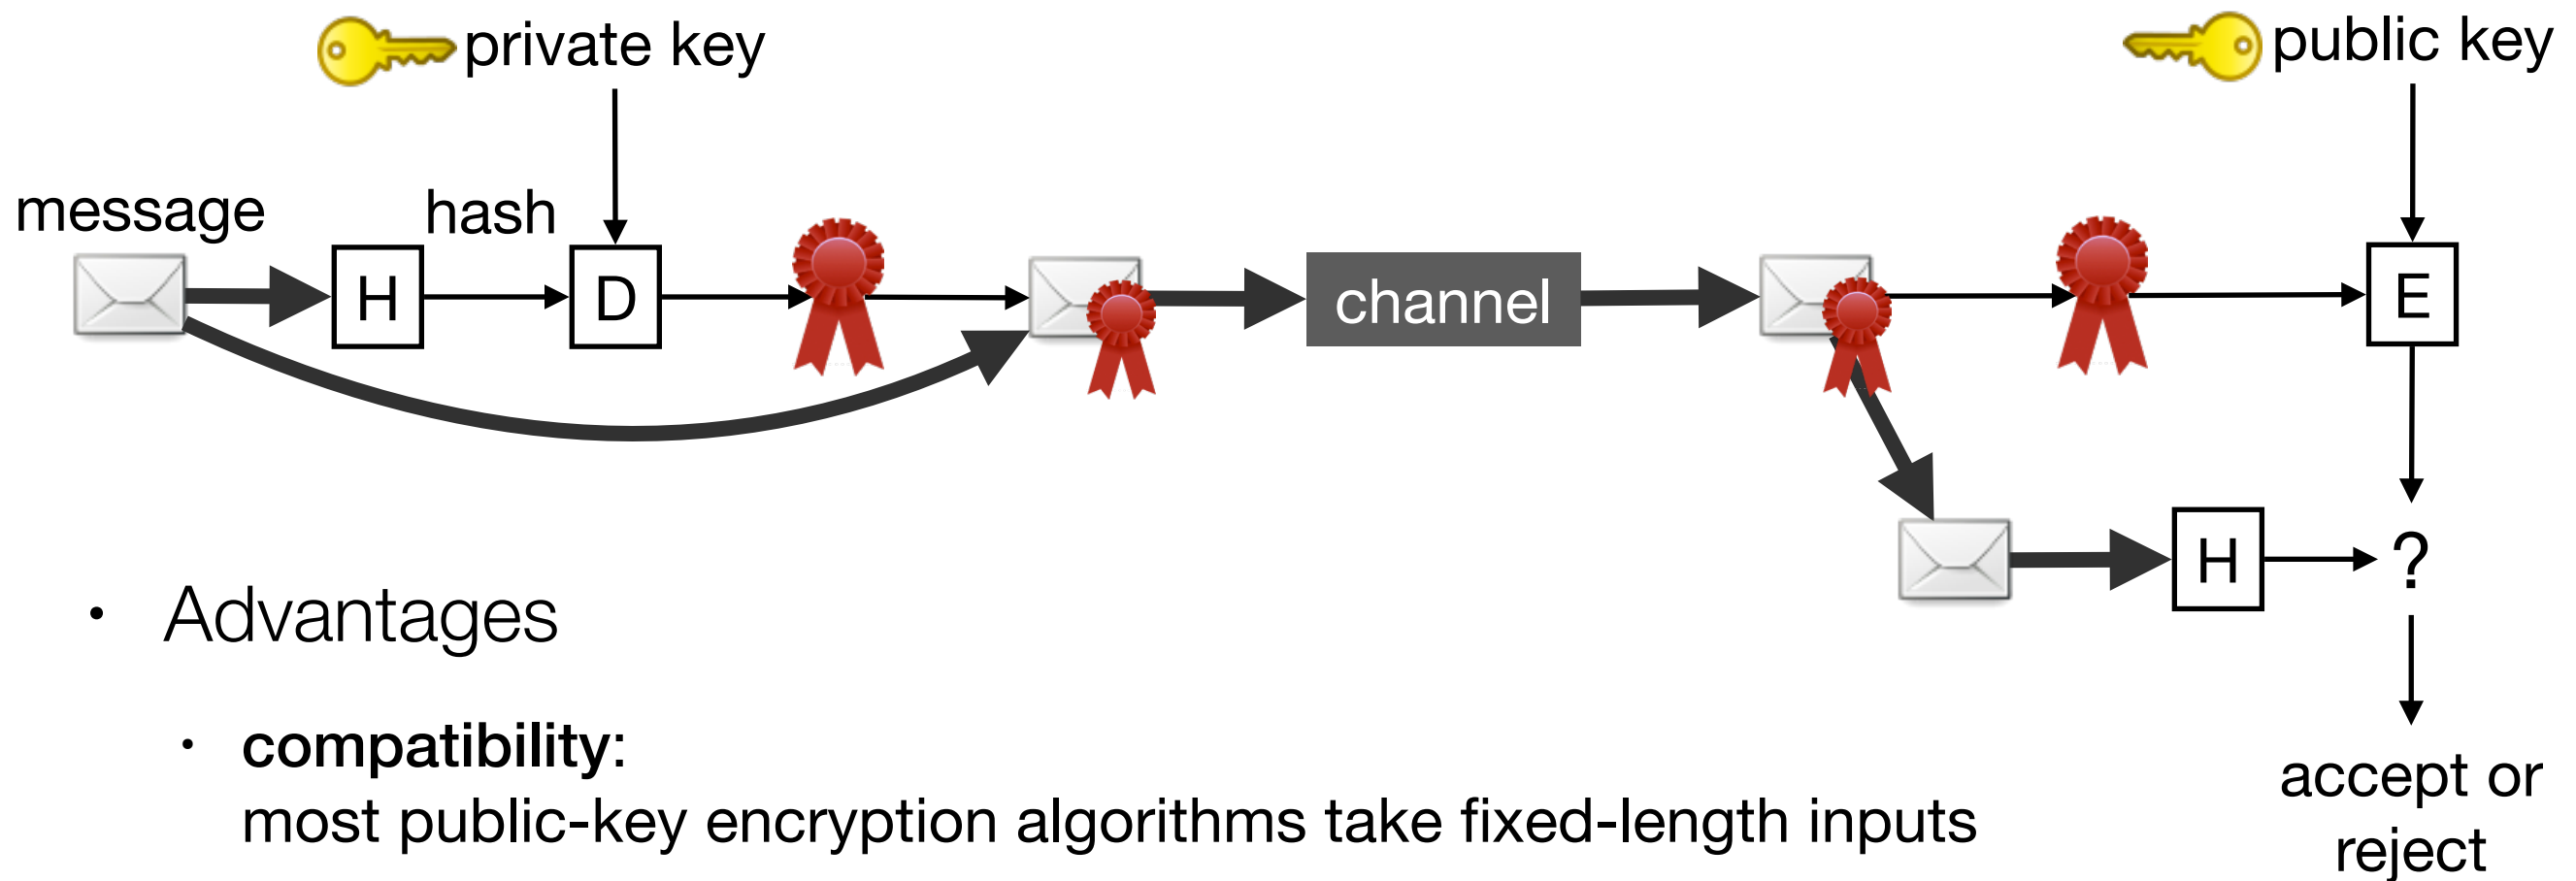 private key
public key
message
hash
H
D
channel
E
H
?
accept or
reject
• Advantages
• compatibility:
most public-key encryption algorithms take fixed-length inputs